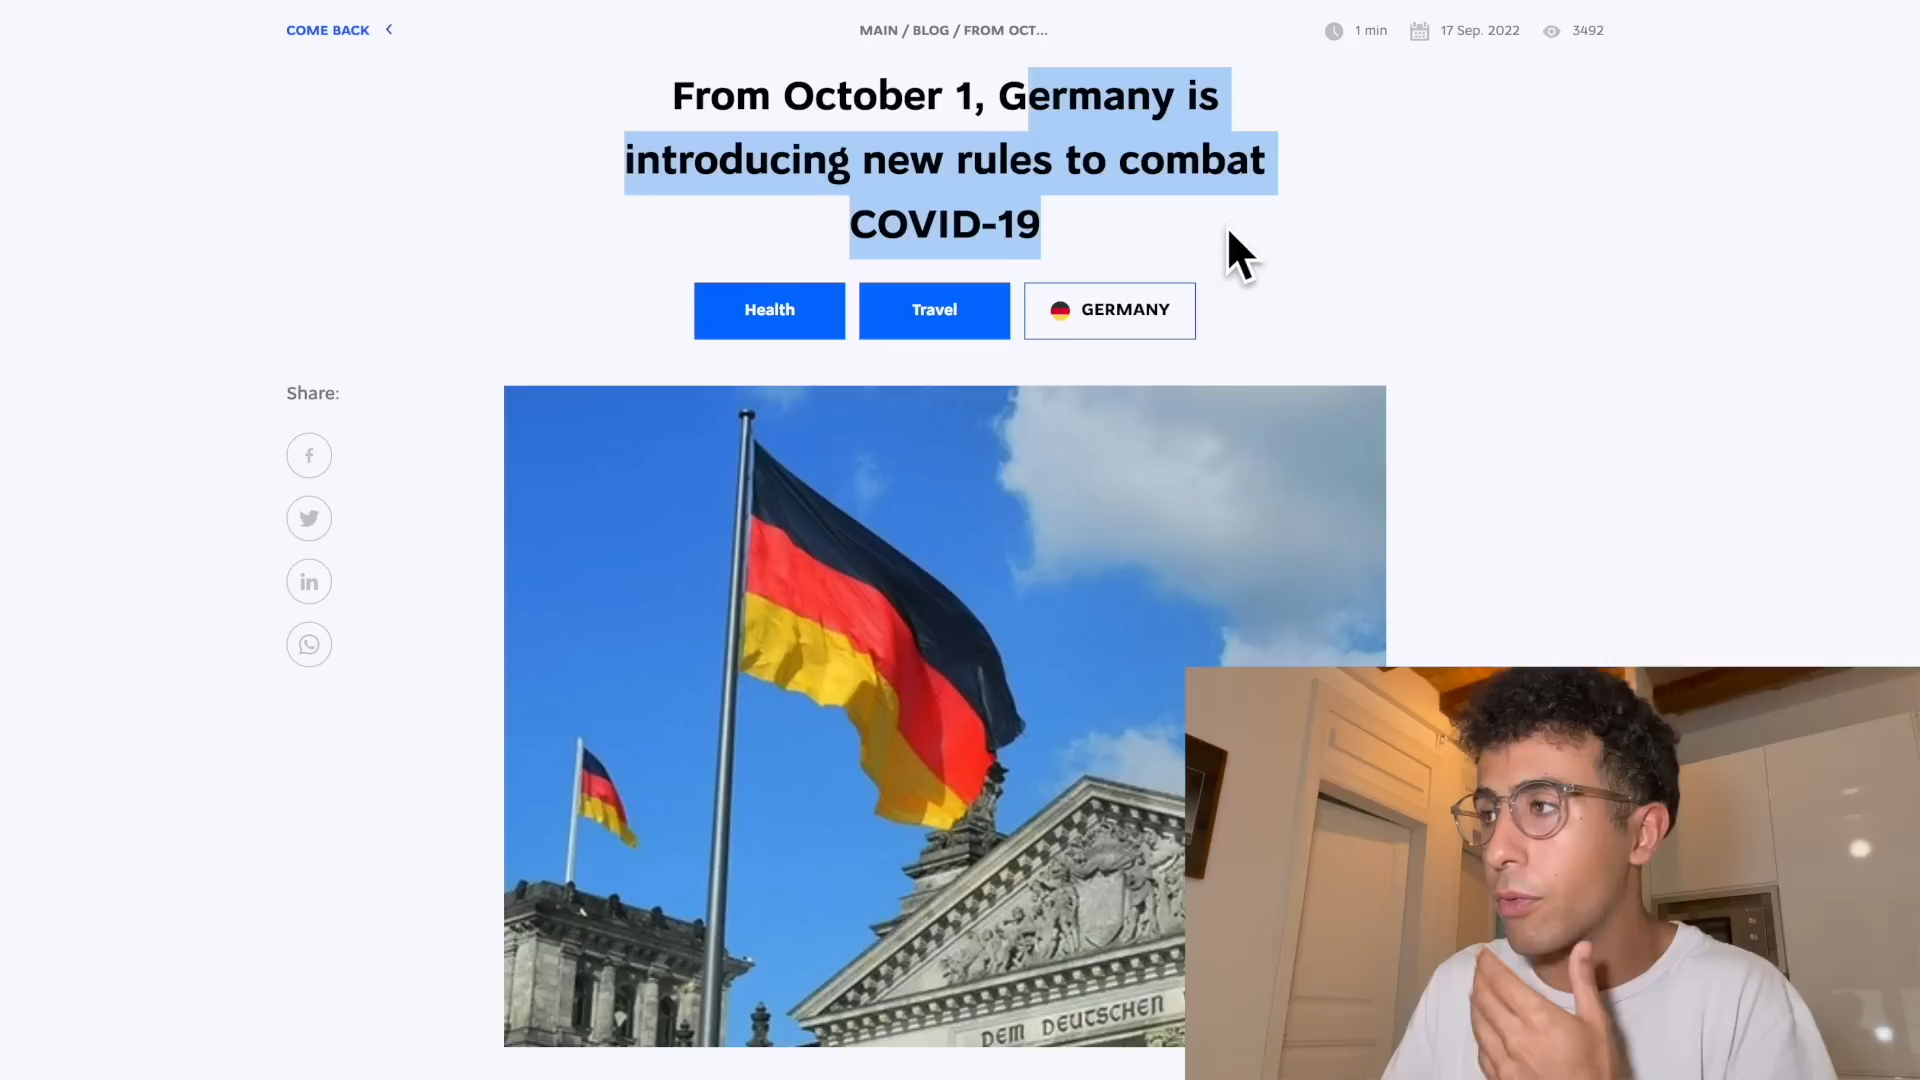 COME BACK
MAIN / BLOG / FROM OCT...
1 min
17 Sep. 2022
3492
From October 1, Germany is
introducing new rules to combat
COVID-19
Health
Travel
GERMANY
Share:
DEM DEUTSCHEN